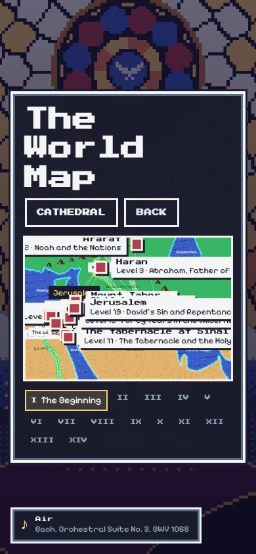 The
World
Map
CATHEDRAL
BACK
Ararat
2 · Noah and the Nations
Haran
Level 3 · Abraham, Father of
Mount Tabor
Jerusalem
Level 19 · David's Sin and Repentanc
The Tabernacle at Sinai
Level 11 · The Tabernacle and the Holy
I The Beginning
II III IV V
VI VII VIII IX X XI XII
XIII XIV
♪ Air
Bach, Orchestral Suite No. 3, BWV 1068